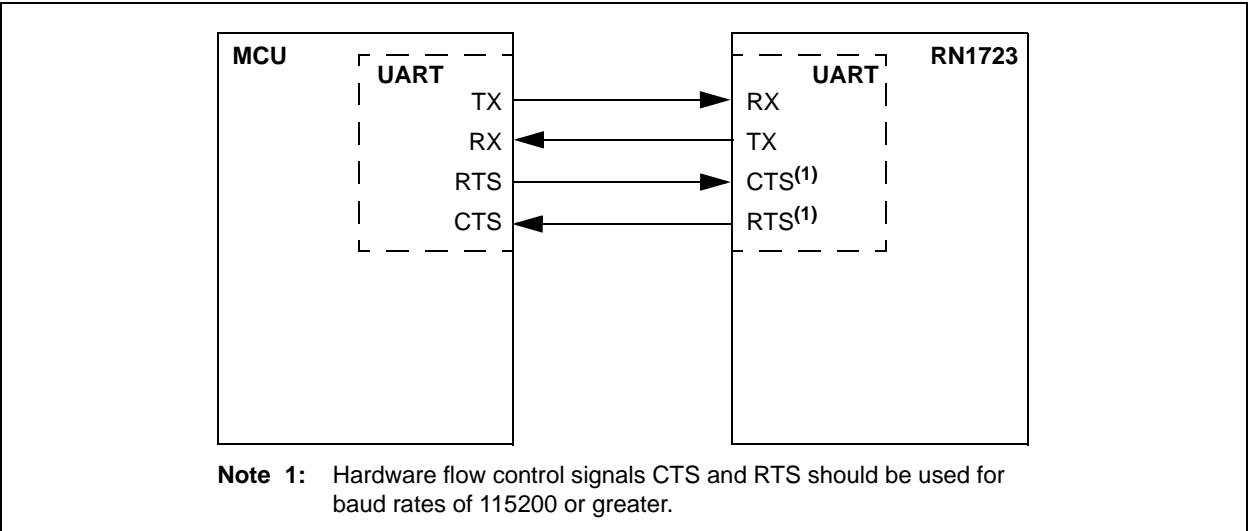 MCU
UART
TX
RX
RTS
CTS
RN1723
UART
RX
TX
CTS(1)
RTS(1)
Note 1: Hardware flow control signals CTS and RTS should be used for
baud rates of 115200 or greater.